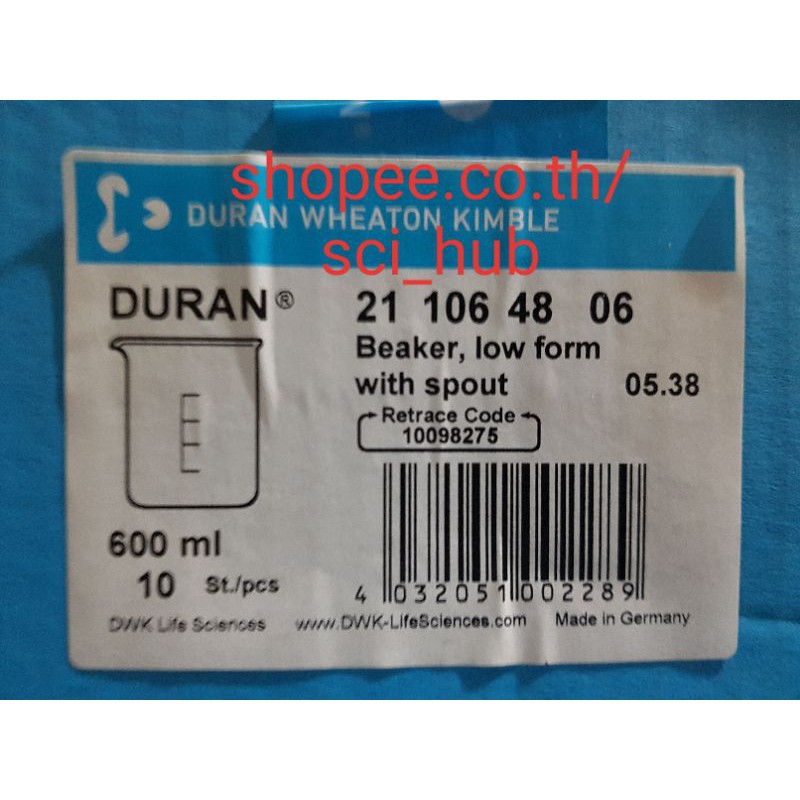 shopee.co.th/
DURAN WHEATON KIMBLE
sci_hub
DURAN®
21 106 48 06
Beaker, low form
with spout 05.38
Retrace Code
10098275
600 ml
10 St./pcs
4 032051 002289
DWK Life Sciences www.DWK-LifeSciences.com Made in Germany